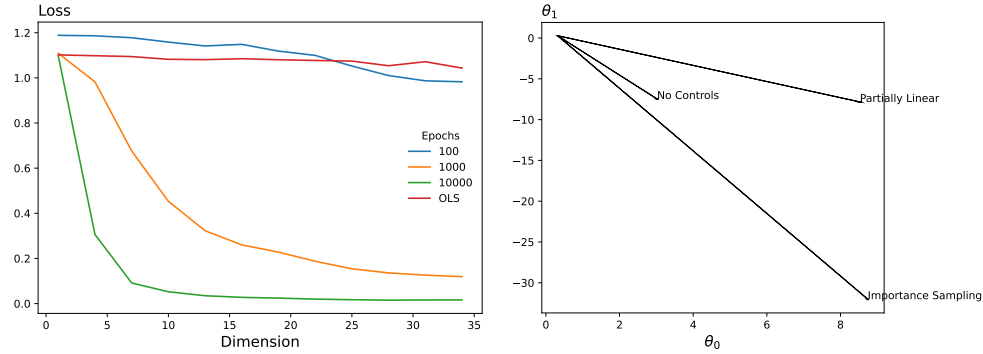 Loss
1.2
1.0
0.8
0.6
0.4
0.2
0.0
0 5 10 15 20 25 30 35
Dimension
Epochs
100
1000
10000
OLS
θ₁
0
−5
−10
−15
−20
−25
−30
0 2 4 6 8
θ₀
No Controls
Partially Linear
Importance Sampling